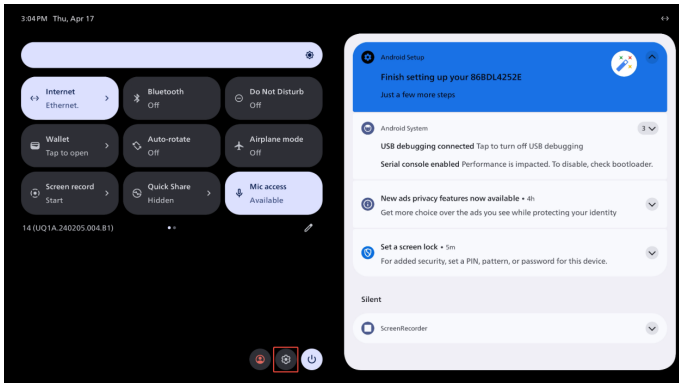 3:04 PM Thu, Apr 17
Internet
Ethernet.
Bluetooth
Off
Do Not Disturb
Off
Wallet
Tap to open
Auto-rotate
Off
Airplane mode
Off
Screen record
Start
Quick Share
Hidden
Mic access
Available
14 (UQ1A.240205.004.B1)
Android Setup
Finish setting up your 86BDL4252E
Just a few more steps
Android System
3
USB debugging connected Tap to turn off USB debugging
Serial console enabled Performance is impacted. To disable, check bootloader.
New ads privacy features now available • 4h
Get more choice over the ads you see while protecting your identity
Set a screen lock • 5m
For added security, set a PIN, pattern, or password for this device.
Silent
ScreenRecorder